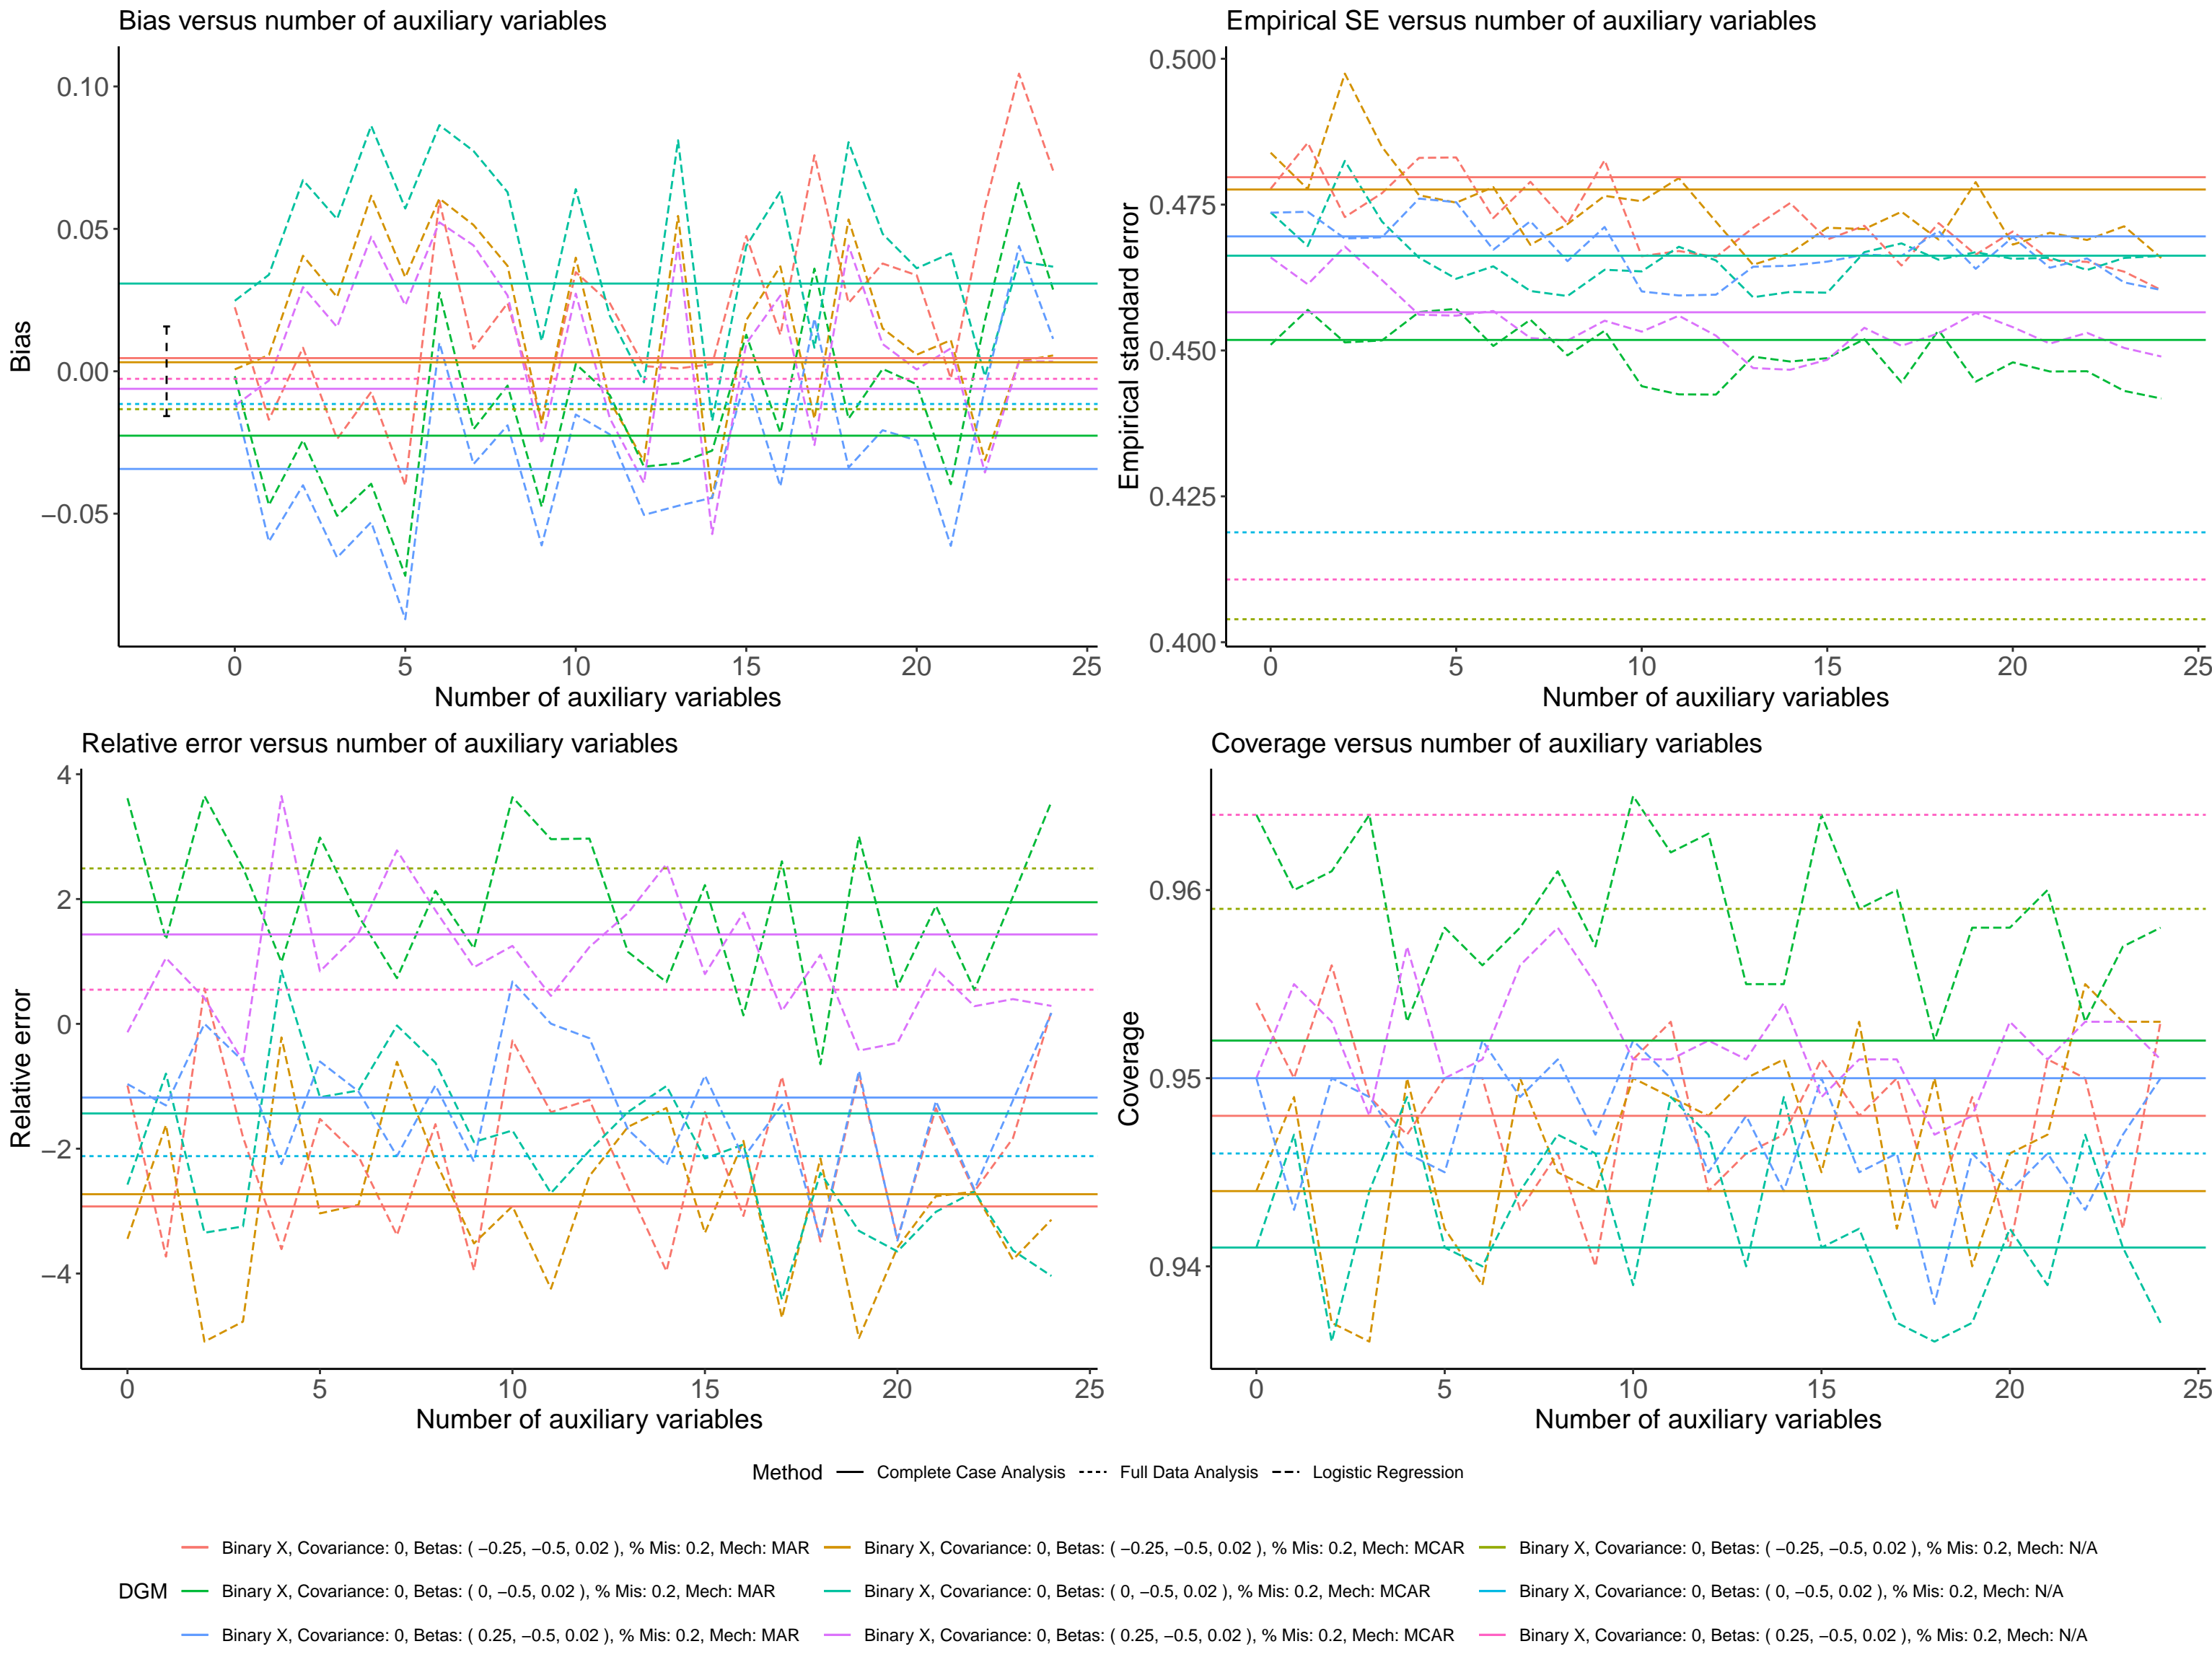 Bias versus number of auxiliary variables
0.10
0.05
0.00
−0.05
Bias
0 5 10 15 20 25
Number of auxiliary variables
Empirical SE versus number of auxiliary variables
0.500
0.475
0.450
0.425
0.400
Empirical standard error
0 5 10 15 20 25
Number of auxiliary variables
Relative error versus number of auxiliary variables
4
2
0
−2
−4
Relative error
0 5 10 15 20 25
Number of auxiliary variables
Coverage versus number of auxiliary variables
0.96
0.95
0.94
Coverage
0 5 10 15 20 25
Number of auxiliary variables
Method Complete Case Analysis Full Data Analysis Logistic Regression
Binary X, Covariance: 0, Betas: ( −0.25, −0.5, 0.02 ), % Mis: 0.2, Mech: MAR Binary X, Covariance: 0, Betas: ( −0.25, −0.5, 0.02 ), % Mis: 0.2, Mech: MCAR Binary X, Covariance: 0, Betas: ( −0.25, −0.5, 0.02 ), % Mis: 0.2, Mech: N/A
DGM Binary X, Covariance: 0, Betas: ( 0, −0.5, 0.02 ), % Mis: 0.2, Mech: MAR Binary X, Covariance: 0, Betas: ( 0, −0.5, 0.02 ), % Mis: 0.2, Mech: MCAR Binary X, Covariance: 0, Betas: ( 0, −0.5, 0.02 ), % Mis: 0.2, Mech: N/A
Binary X, Covariance: 0, Betas: ( 0.25, −0.5, 0.02 ), % Mis: 0.2, Mech: MAR Binary X, Covariance: 0, Betas: ( 0.25, −0.5, 0.02 ), % Mis: 0.2, Mech: MCAR Binary X, Covariance: 0, Betas: ( 0.25, −0.5, 0.02 ), % Mis: 0.2, Mech: N/A